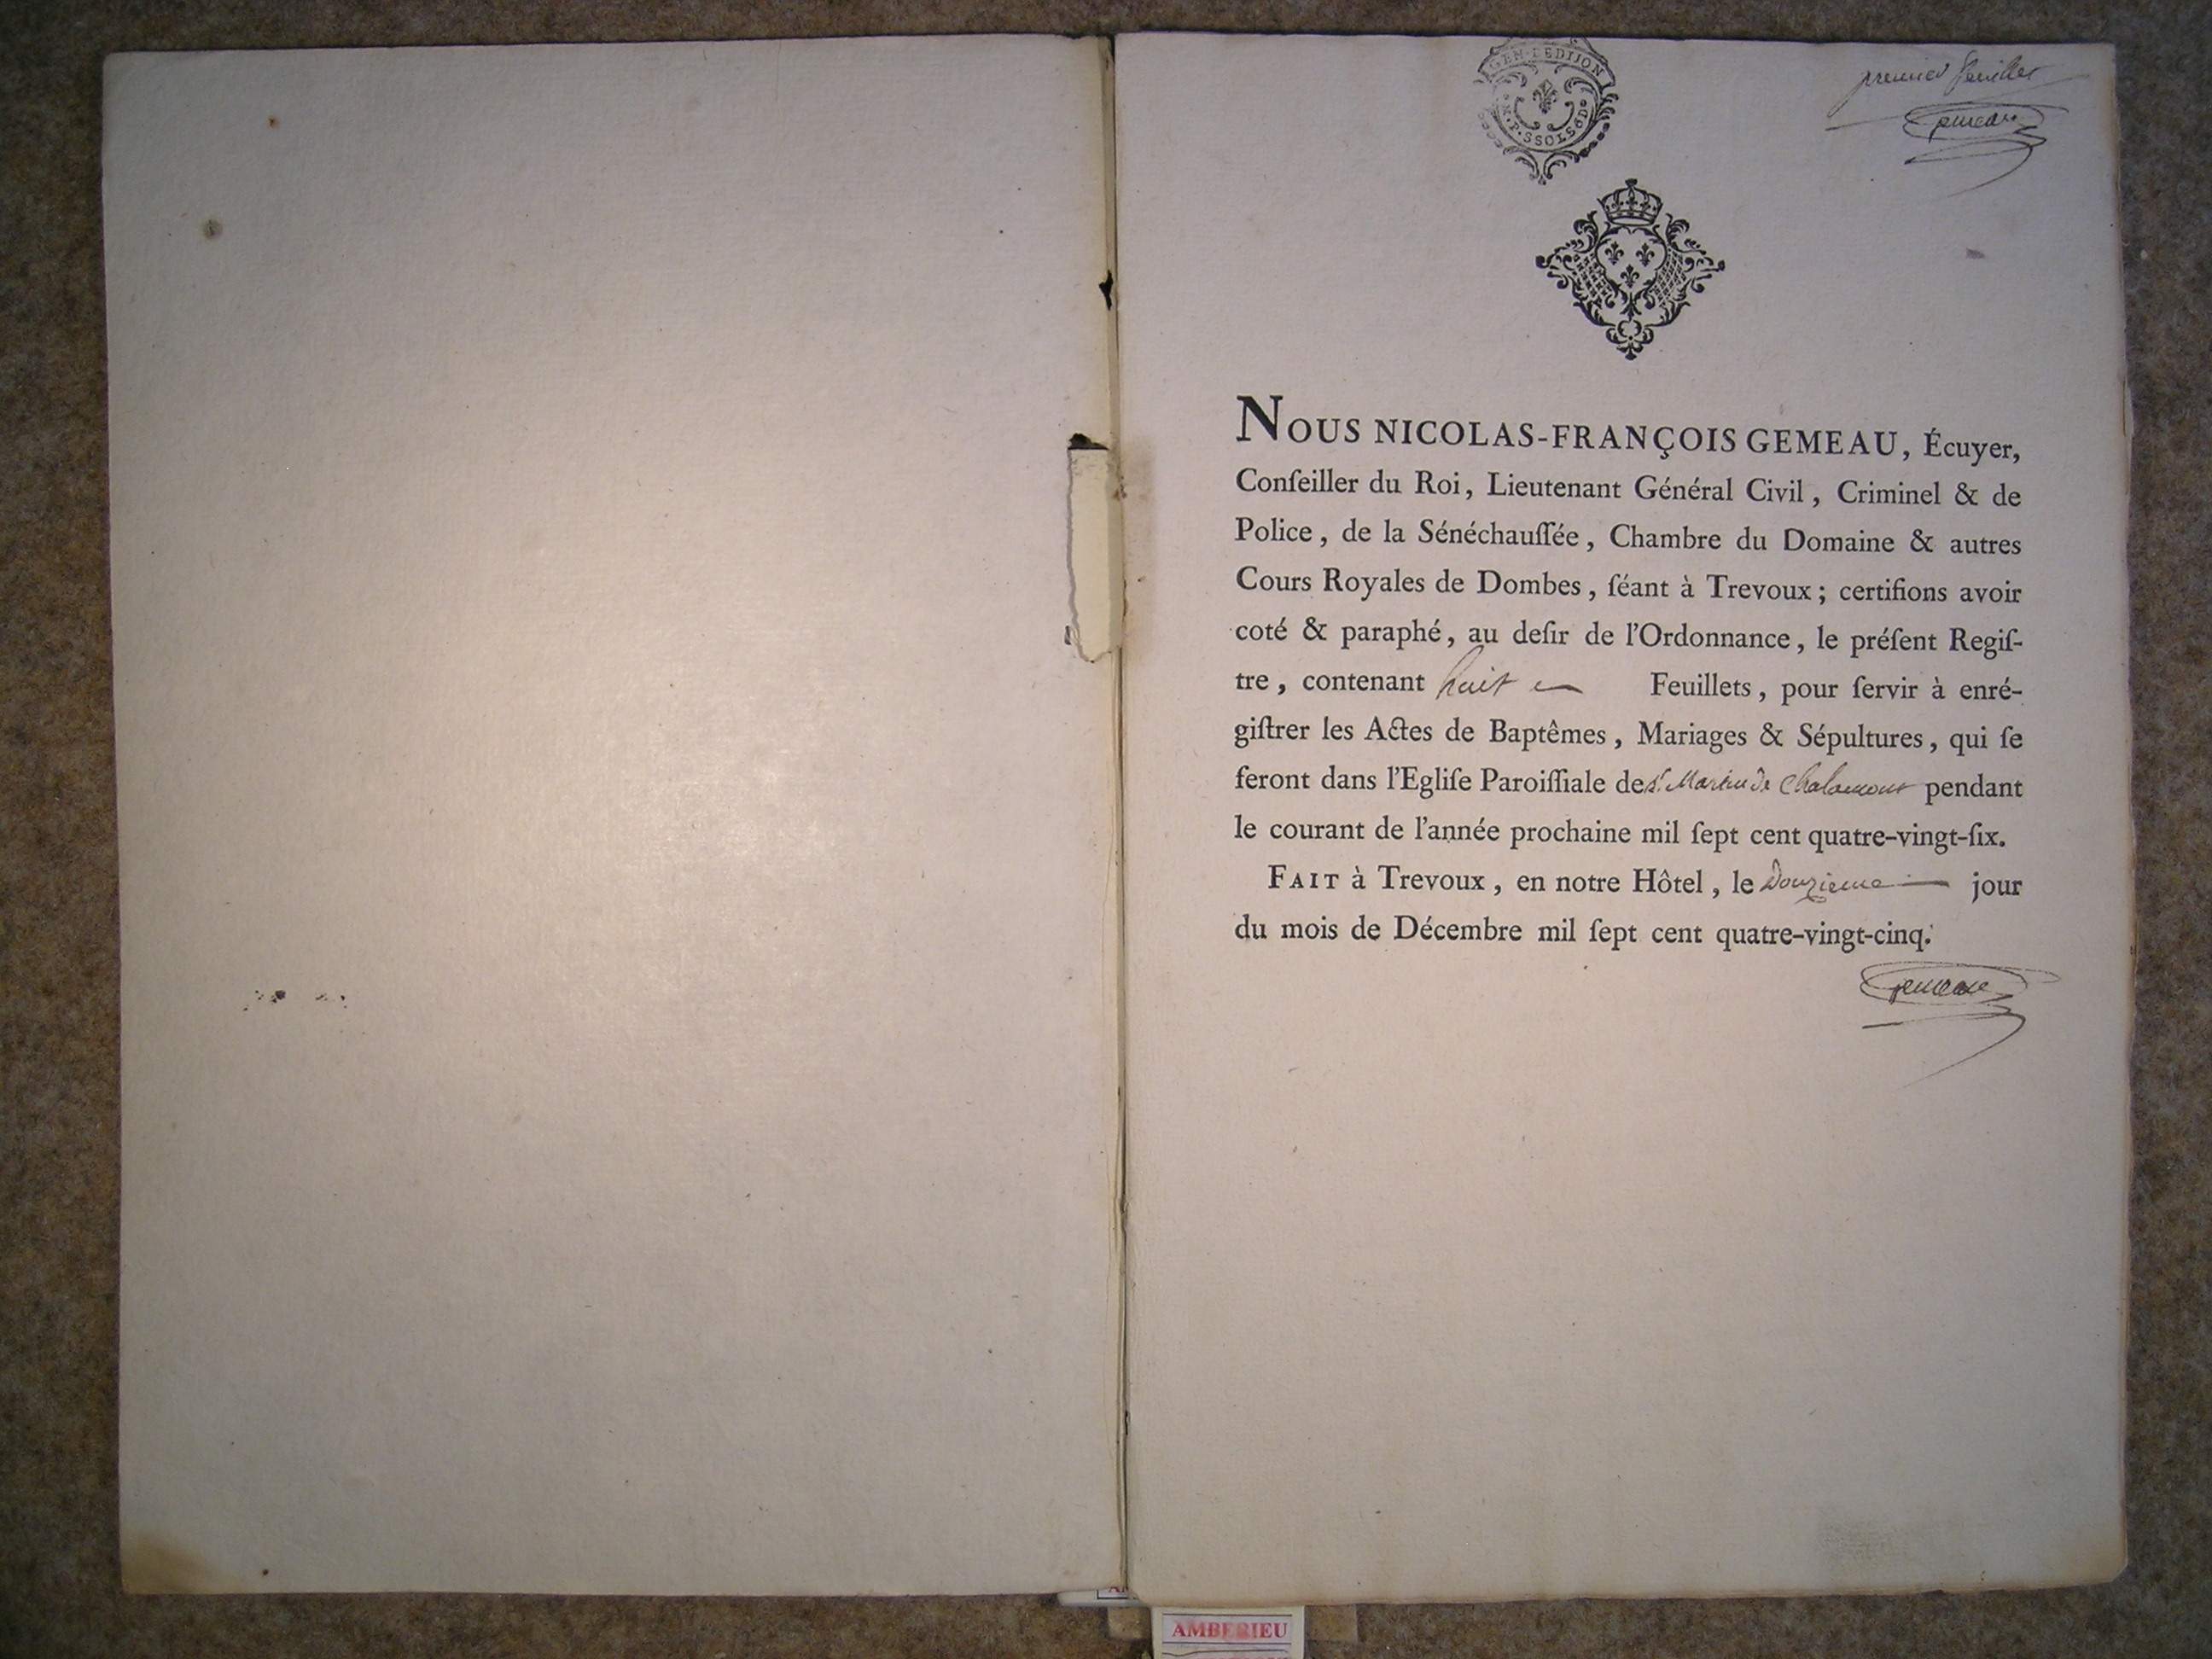 GEN. DE DIJON
premier feuillet
Gemeau
NOUS NICOLAS-FRANÇOIS GEMEAU, Écuyer,
Conſeiller du Roi, Lieutenant Général Civil, Criminel & de
Police, de la Sénéchauſſée, Chambre du Domaine & autres
Cours Royales de Dombes, ſéant à Trevoux; certifions avoir
coté & paraphé, au deſir de l'Ordonnance, le préſent Regiſ-
tre, contenant huit Feuillets, pour ſervir à enré-
giſtrer les Actes de Baptêmes, Mariages & Sépultures, qui ſe
feront dans l'Egliſe Paroiſſiale de St. Martin de Chalamont pendant
le courant de l'année prochaine mil ſept cent quatre-vingt-ſix.
FAIT à Trevoux, en notre Hôtel, le Douzieme jour
du mois de Décembre mil ſept cent quatre-vingt-cinq.
Gemeau
AMBERIEU